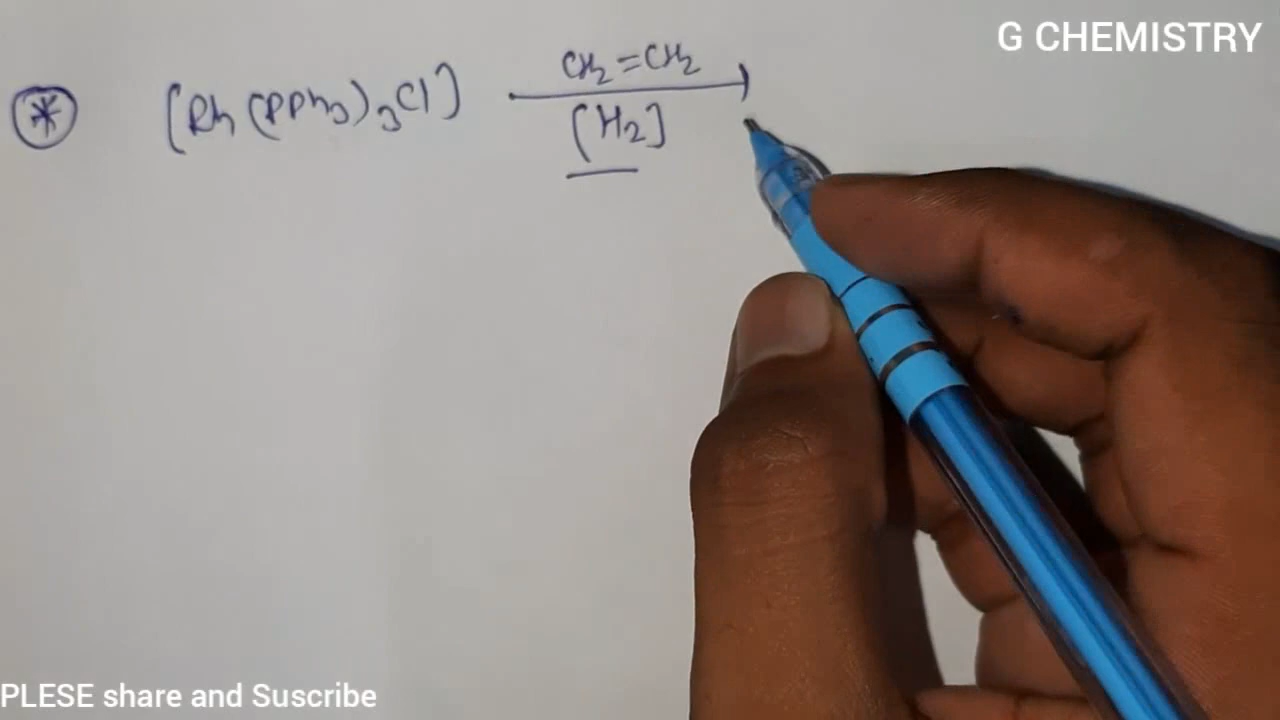 G CHEMISTRY
CH2=CH2
* [Rh(PPh3)3Cl]
[H2]
PLESE share and Suscribe